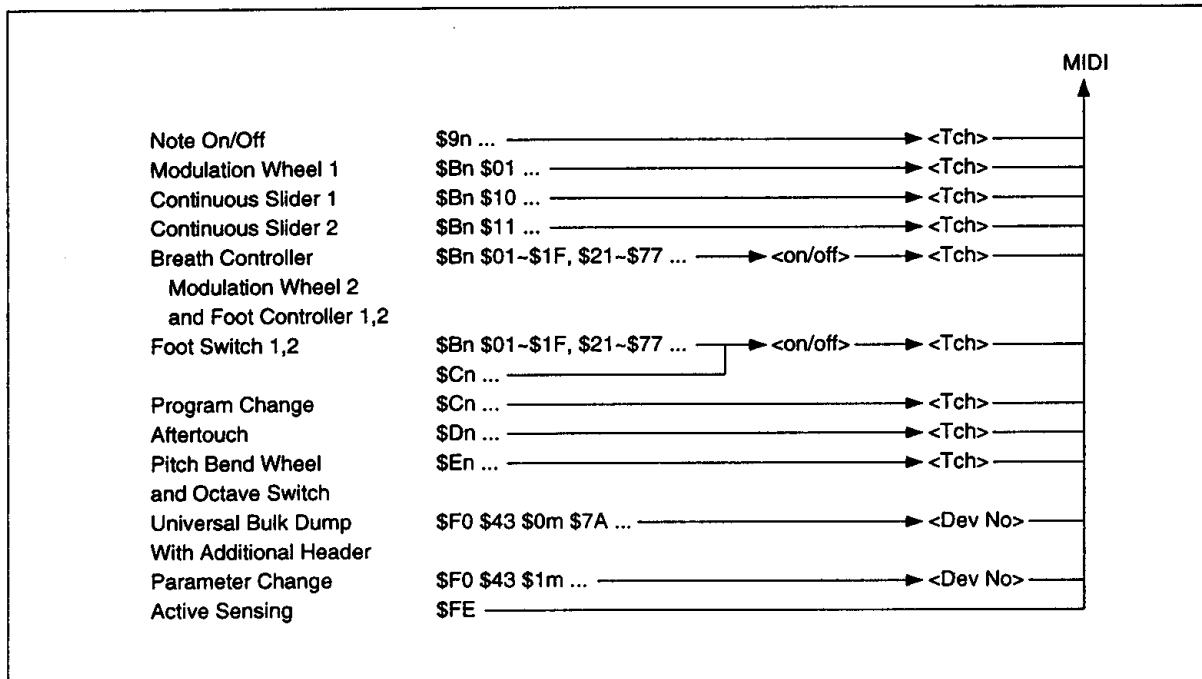 MIDI
Note On/Off $9n ... <Tch>
Modulation Wheel 1 $Bn $01 ... <Tch>
Continuous Slider 1 $Bn $10 ... <Tch>
Continuous Slider 2 $Bn $11 ... <Tch>
Breath Controller $Bn $01~$1F, $21~$77 ... <on/off> <Tch>
Modulation Wheel 2
and Foot Controller 1,2
Foot Switch 1,2 $Bn $01~$1F, $21~$77 ... <on/off> <Tch>
$Cn ...
Program Change $Cn ... <Tch>
Aftertouch $Dn ... <Tch>
Pitch Bend Wheel $En ... <Tch>
and Octave Switch
Universal Bulk Dump $F0 $43 $0m $7A ... <Dev No>
With Additional Header
Parameter Change $F0 $43 $1m ... <Dev No>
Active Sensing $FE